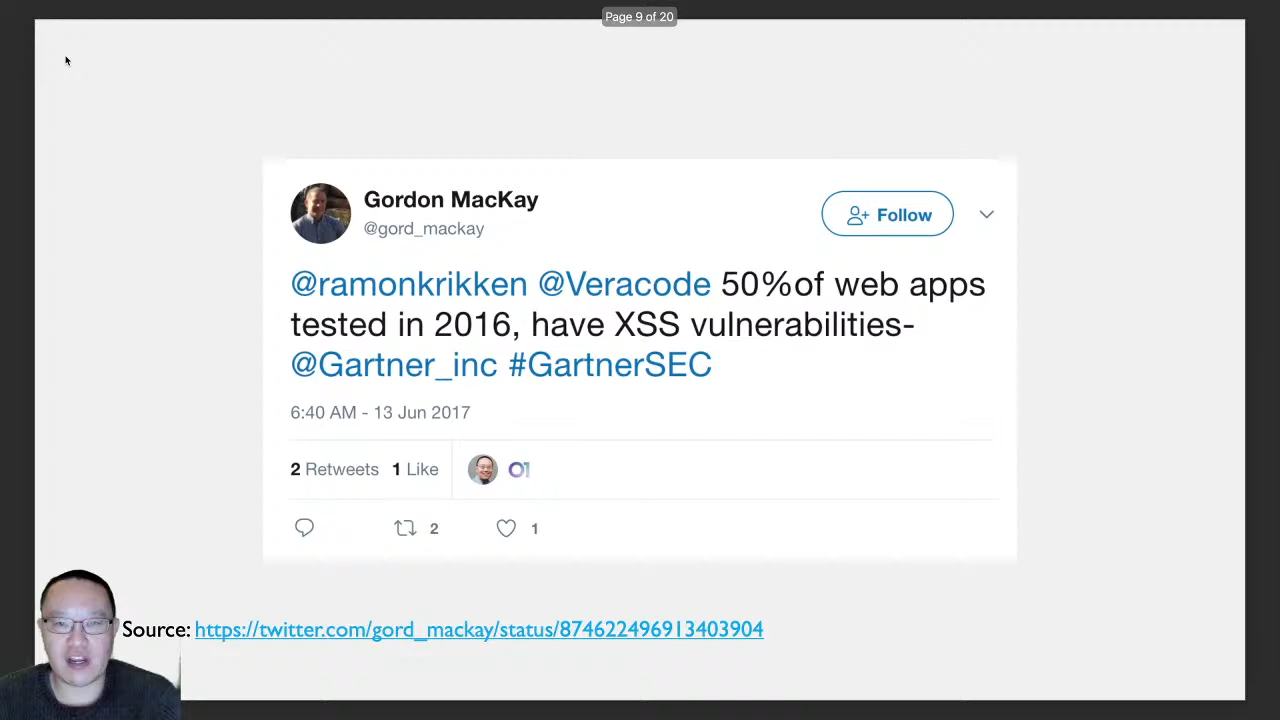 Page 9 of 20
Gordon MacKay
@gord_mackay
Follow
@ramonkrikken @Veracode 50%of web apps
tested in 2016, have XSS vulnerabilities-
@Gartner_inc #GartnerSEC
6:40 AM - 13 Jun 2017
2 Retweets 1 Like
O1
2 1
Source: https://twitter.com/gord_mackay/status/874622496913403904